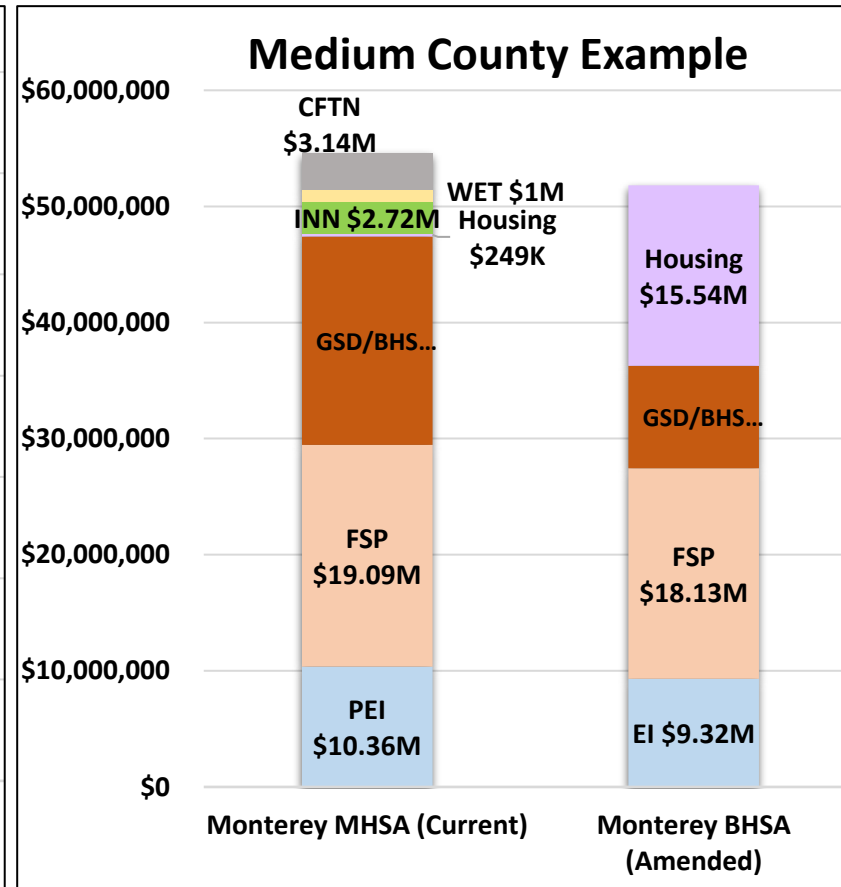 Medium County Example
$60,000,000
$50,000,000
$40,000,000
$30,000,000
$20,000,000
$10,000,000
$0
CFTN
$3.14M
WET $1M
INN $2.72M
Housing
$249K
GSD/BHS...
FSP
$19.09M
PEI
$10.36M
Housing
$15.54M
GSD/BHS...
FSP
$18.13M
EI $9.32M
Monterey MHSA (Current)
Monterey BHSA
(Amended)